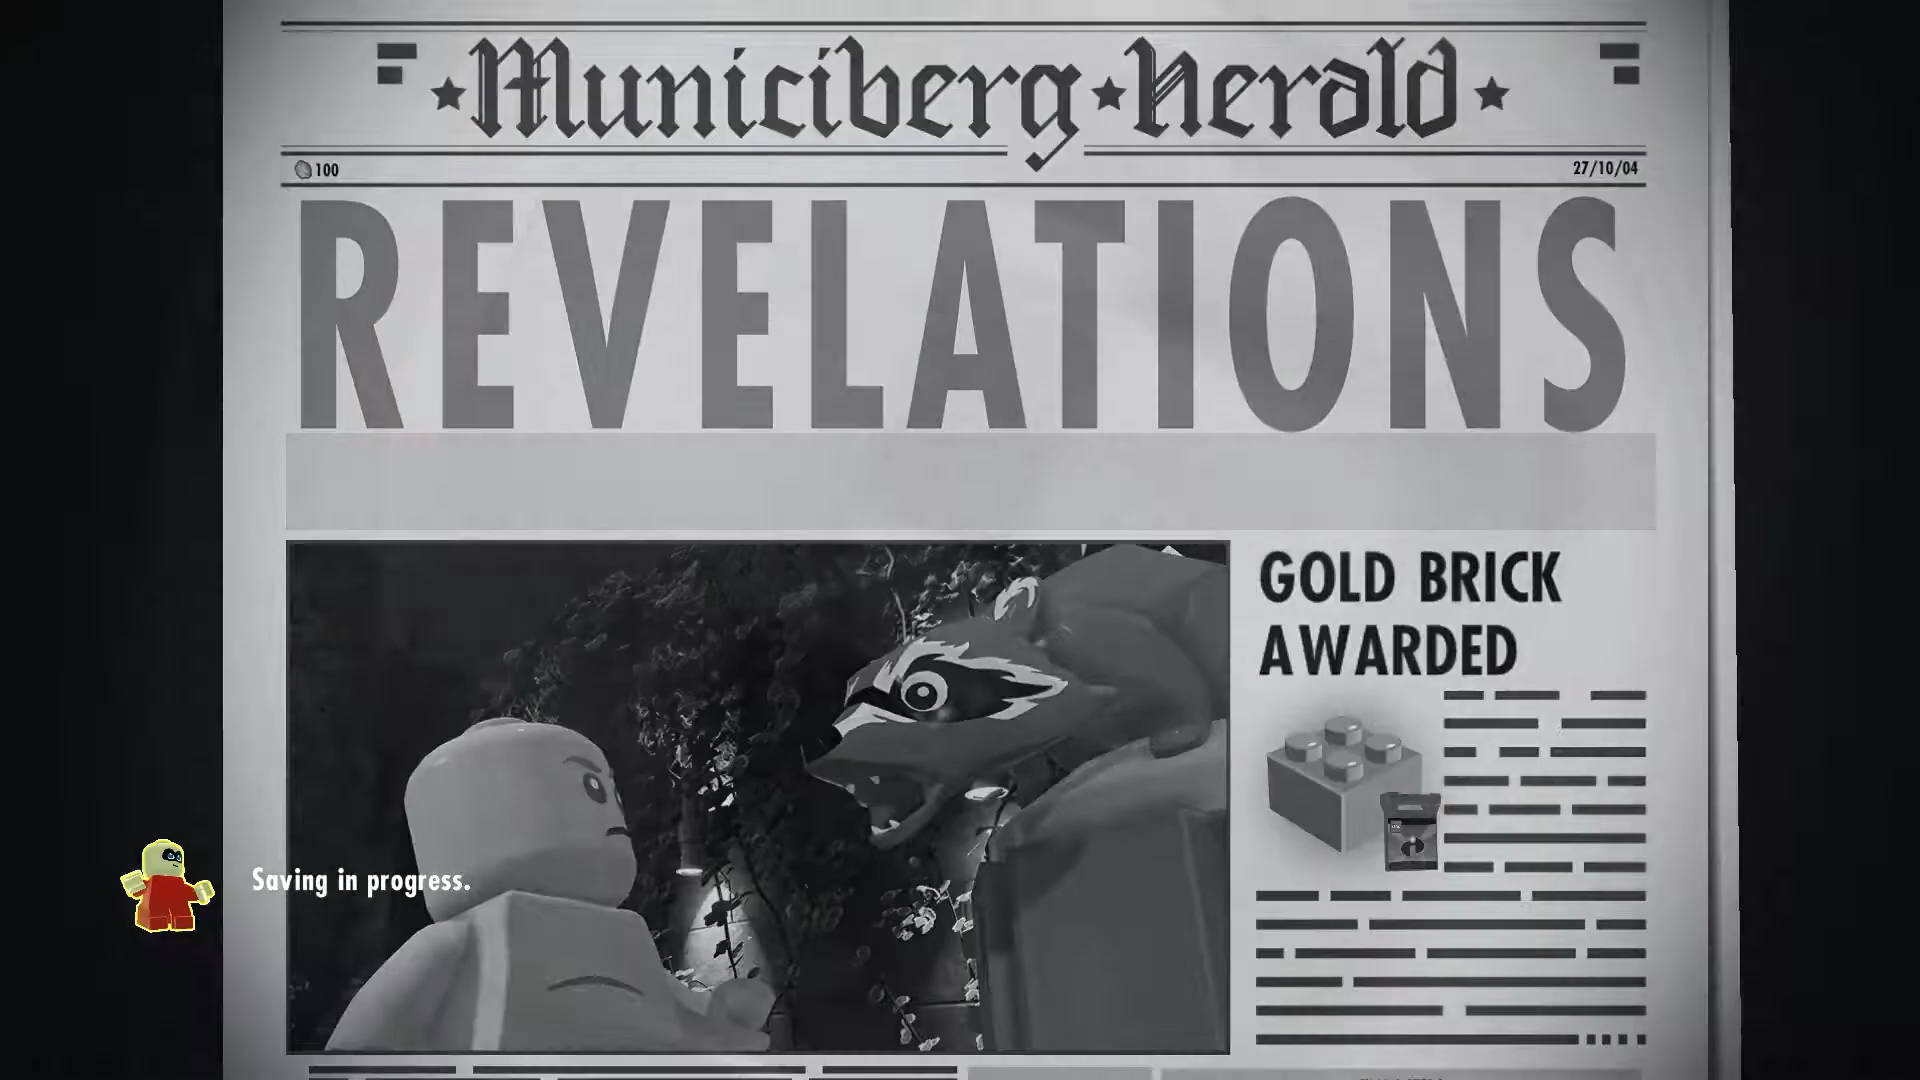 Municiberg Herald
100
27/10/04
REVELATIONS
GOLD BRICK
AWARDED
Saving in progress.